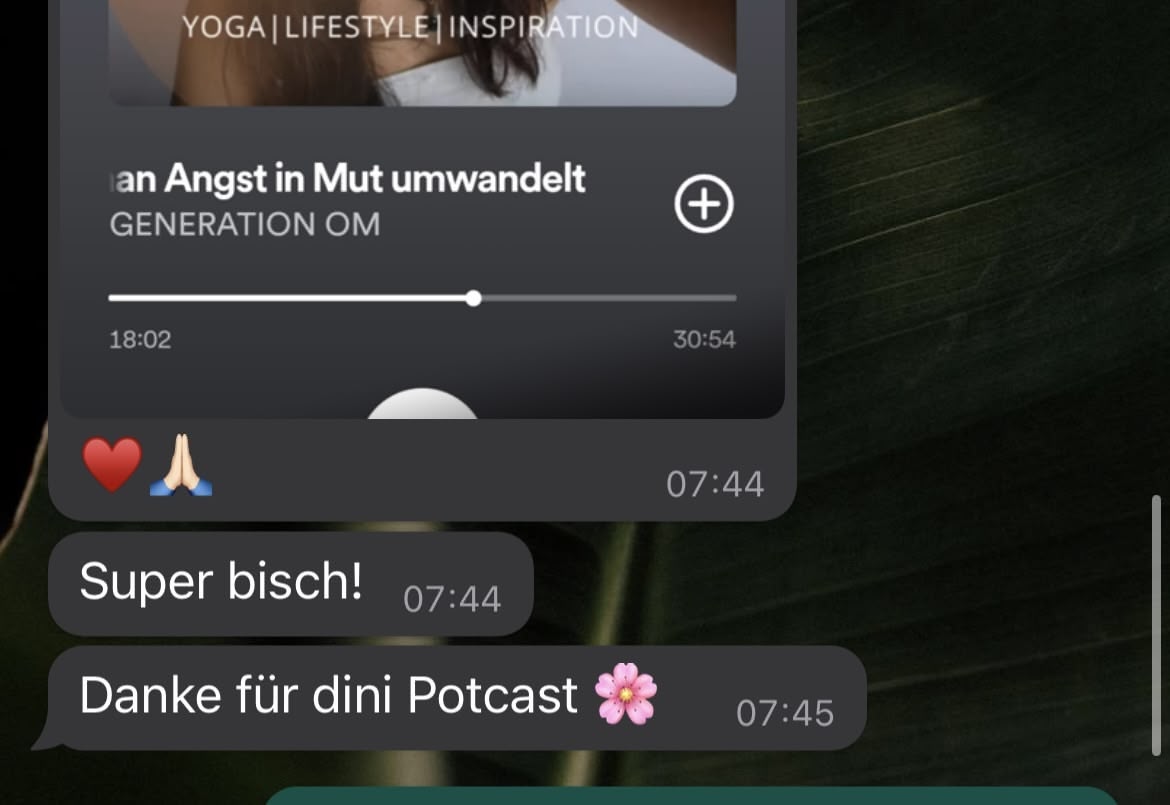 YOGA|LIFESTYLE|INSPIRATION
an Angst in Mut umwandelt
GENERATION OM
18:02 30:54
♥️🙏🏻 07:44
Super bisch! 07:44
Danke für dini Potcast 🌸 07:45